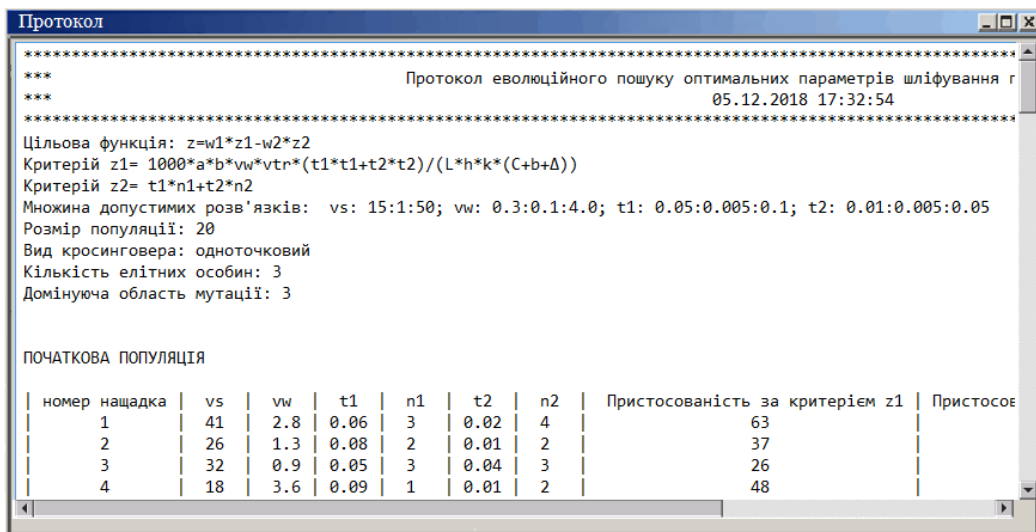 Протокол
*******************************************************************************************************
***                                     Протокол еволюційного пошуку оптимальних параметрів шліфування
***                                                                     05.12.2018 17:32:54
*******************************************************************************************************
Цільова функція: z=w1*z1-w2*z2
Критерій z1= 1000*a*b*vw*vtr*(t1*t1+t2*t2)/(L*h*k*(C+b+Δ))
Критерій z2= t1*n1+t2*n2
Множина допустимих розв'язків:  vs: 15:1:50; vw: 0.3:0.1:4.0; t1: 0.05:0.005:0.1; t2: 0.01:0.005:0.05
Розмір популяції: 20
Вид кросинговера: одноточковий
Кількість елітних особин: 3
Домінуюча область мутації: 3
ПОЧАТКОВА ПОПУЛЯЦІЯ
| номер нащадка | vs | vw | t1 | n1 | t2 | n2 | Пристосованість за критерієм z1 | Пристосов
| 1 | 41 | 2.8 | 0.06 | 3 | 0.02 | 4 | 63 |
| 2 | 26 | 1.3 | 0.08 | 2 | 0.01 | 2 | 37 |
| 3 | 32 | 0.9 | 0.05 | 3 | 0.04 | 3 | 26 |
| 4 | 18 | 3.6 | 0.09 | 1 | 0.01 | 2 | 48 |